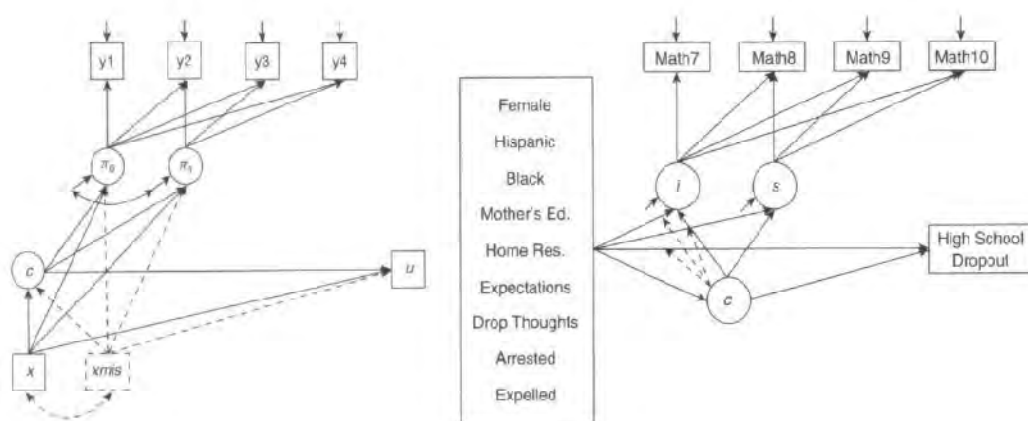 y1
y2
y3
y4
π0
π1
c
u
x
xmis
Female
Hispanic
Black
Mother's Ed.
Home Res.
Expectations
Drop Thoughts
Arrested
Expelled
Math7
Math8
Math9
Math10
i
s
c
High School
Dropout